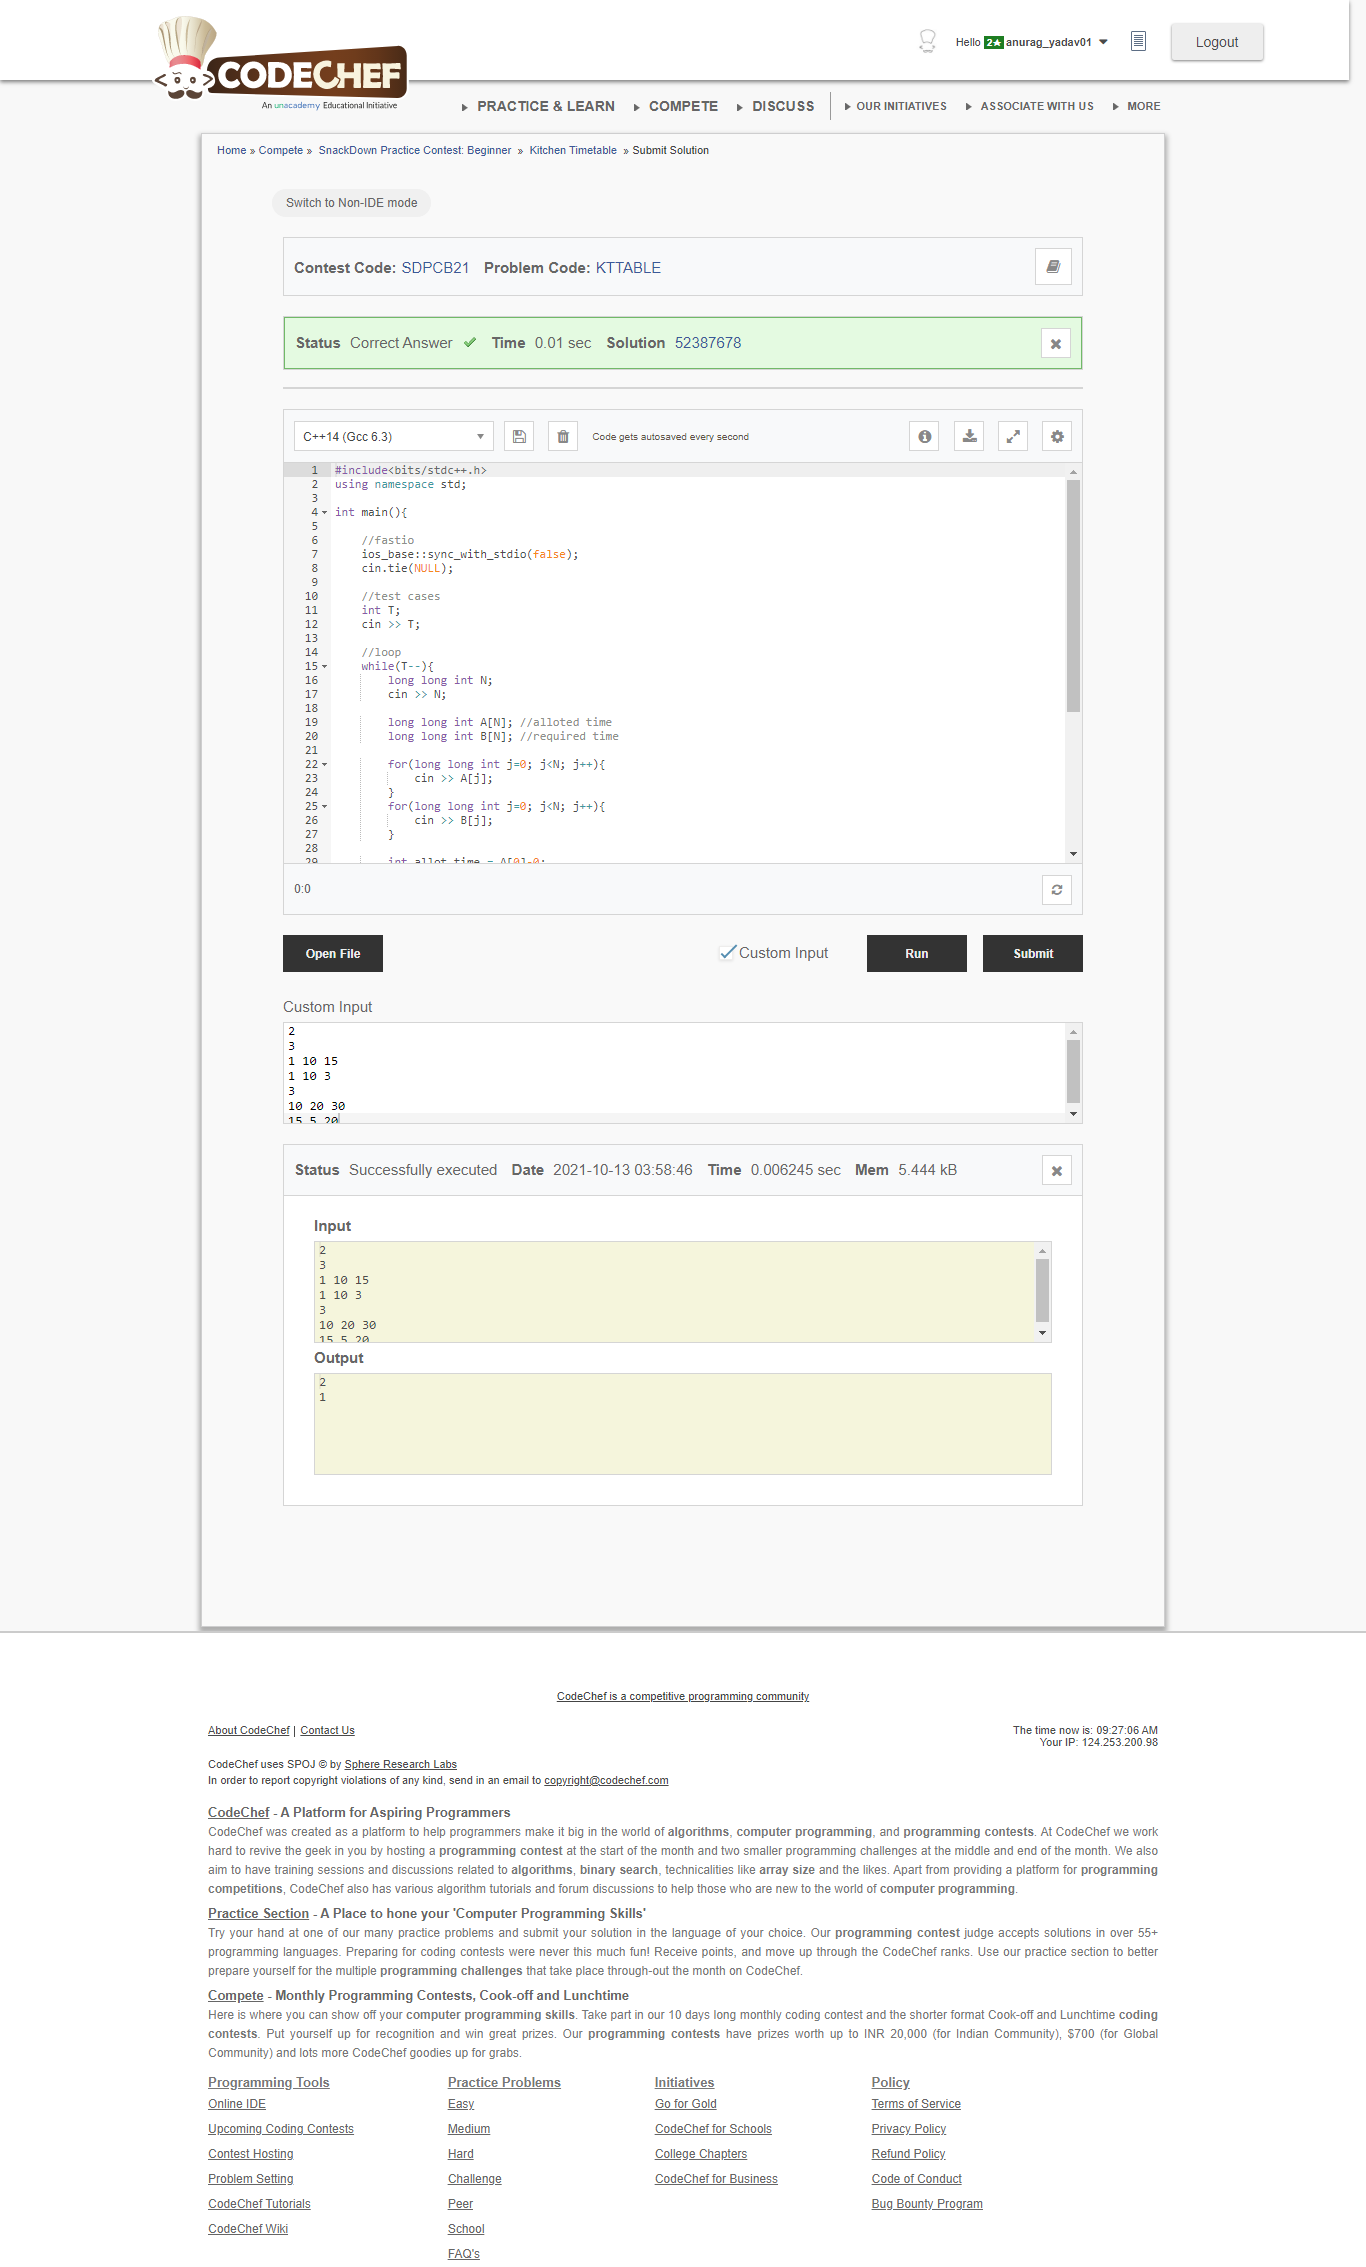 CODECHEF
An unacademy Educational Initiative
Hello 2★ anurag_yadav01
Logout
PRACTICE & LEARN COMPETE DISCUSS OUR INITIATIVES ASSOCIATE WITH US MORE
Home » Compete » SnackDown Practice Contest: Beginner » Kitchen Timetable » Submit Solution
Switch to Non-IDE mode
Contest Code: SDPCB21 Problem Code: KTTABLE
Status Correct Answer ✔ Time 0.01 sec Solution 52387678
C++14 (Gcc 6.3) Code gets autosaved every second
1 #include<bits/stdc++.h>
2 using namespace std;
3
4 int main(){
5
6 //fastio
7 ios_base::sync_with_stdio(false);
8 cin.tie(NULL);
9
10 //test cases
11 int T;
12 cin >> T;
13
14 //loop
15 while(T--){
16 long long int N;
17 cin >> N;
18
19 long long int A[N]; //alloted time
20 long long int B[N]; //required time
21
22 for(long long int j=0; j<N; j++){
23 cin >> A[j];
24 }
25 for(long long int j=0; j<N; j++){
26 cin >> B[j];
27 }
28
29 int allot_time = A[0]-0;
0:0
Open File Custom Input Run Submit
Custom Input
2
3
1 10 15
1 10 3
3
10 20 30
15 5 20
Status Successfully executed Date 2021-10-13 03:58:46 Time 0.006245 sec Mem 5.444 kB
Input
2
3
1 10 15
1 10 3
3
10 20 30
15 5 20
Output
2
1
CodeChef is a competitive programming community
About CodeChef | Contact Us
The time now is: 09:27:06 AM
Your IP: 124.253.200.98
CodeChef uses SPOJ © by Sphere Research Labs
In order to report copyright violations of any kind, send in an email to copyright@codechef.com
CodeChef - A Platform for Aspiring Programmers
CodeChef was created as a platform to help programmers make it big in the world of algorithms, computer programming, and programming contests. At CodeChef we work
hard to revive the geek in you by hosting a programming contest at the start of the month and two smaller programming challenges at the middle and end of the month. We also
aim to have training sessions and discussions related to algorithms, binary search, technicalities like array size and the likes. Apart from providing a platform for programming
competitions, CodeChef also has various algorithm tutorials and forum discussions to help those who are new to the world of computer programming.
Practice Section - A Place to hone your 'Computer Programming Skills'
Try your hand at one of our many practice problems and submit your solution in the language of your choice. Our programming contest judge accepts solutions in over 55+
programming languages. Preparing for coding contests were never this much fun! Receive points, and move up through the CodeChef ranks. Use our practice section to better
prepare yourself for the multiple programming challenges that take place through-out the month on CodeChef.
Compete - Monthly Programming Contests, Cook-off and Lunchtime
Here is where you can show off your computer programming skills. Take part in our 10 days long monthly coding contest and the shorter format Cook-off and Lunchtime coding
contests. Put yourself up for recognition and win great prizes. Our programming contests have prizes worth up to INR 20,000 (for Indian Community), $700 (for Global
Community) and lots more CodeChef goodies up for grabs.
Programming Tools
Online IDE
Upcoming Coding Contests
Contest Hosting
Problem Setting
CodeChef Tutorials
CodeChef Wiki
Practice Problems
Easy
Medium
Hard
Challenge
Peer
School
FAQ's
Initiatives
Go for Gold
CodeChef for Schools
College Chapters
CodeChef for Business
Policy
Terms of Service
Privacy Policy
Refund Policy
Code of Conduct
Bug Bounty Program